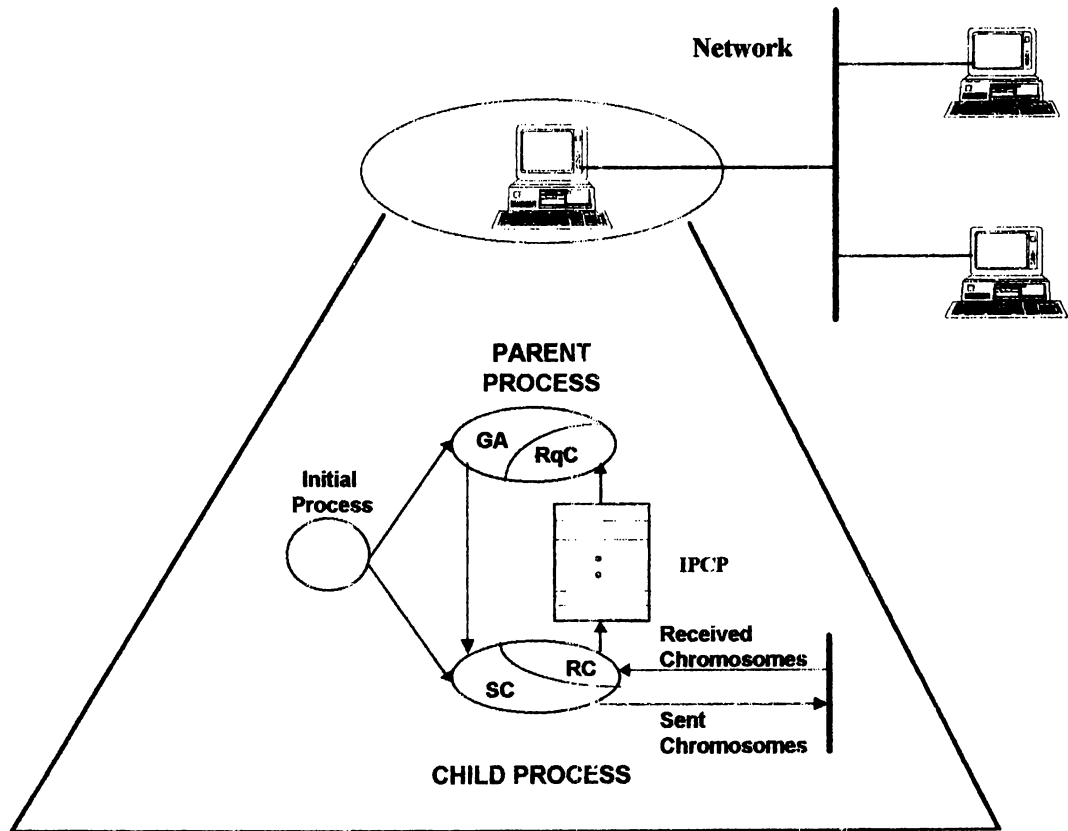 Network
PARENT
PROCESS
GA
RqC
Initial
Process
IPCP
Received
Chromosomes
RC
SC
Sent
Chromosomes
CHILD PROCESS